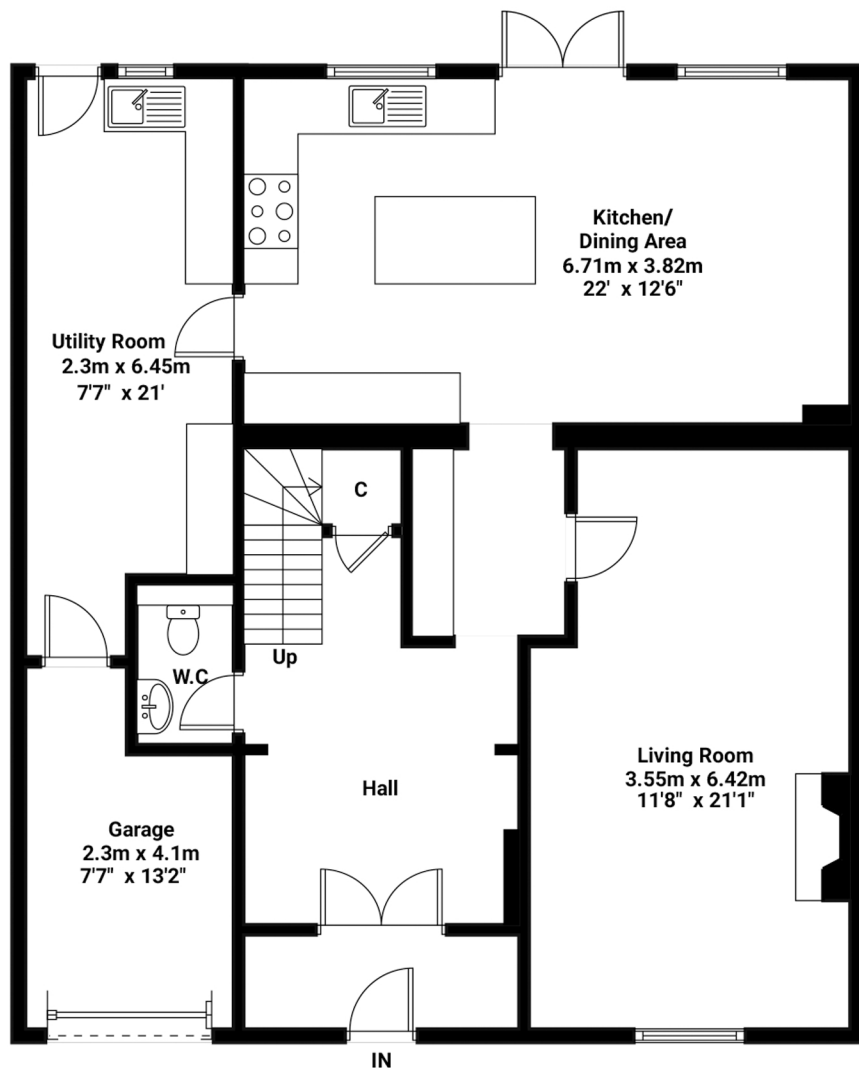 Kitchen/
Dining Area
6.71m x 3.82m
22' x 12'6"
Utility Room
2.3m x 6.45m
7'7" x 21'
C
Up
W.C
Hall
Living Room
3.55m x 6.42m
11'8" x 21'1"
Garage
2.3m x 4.1m
7'7" x 13'2"
IN